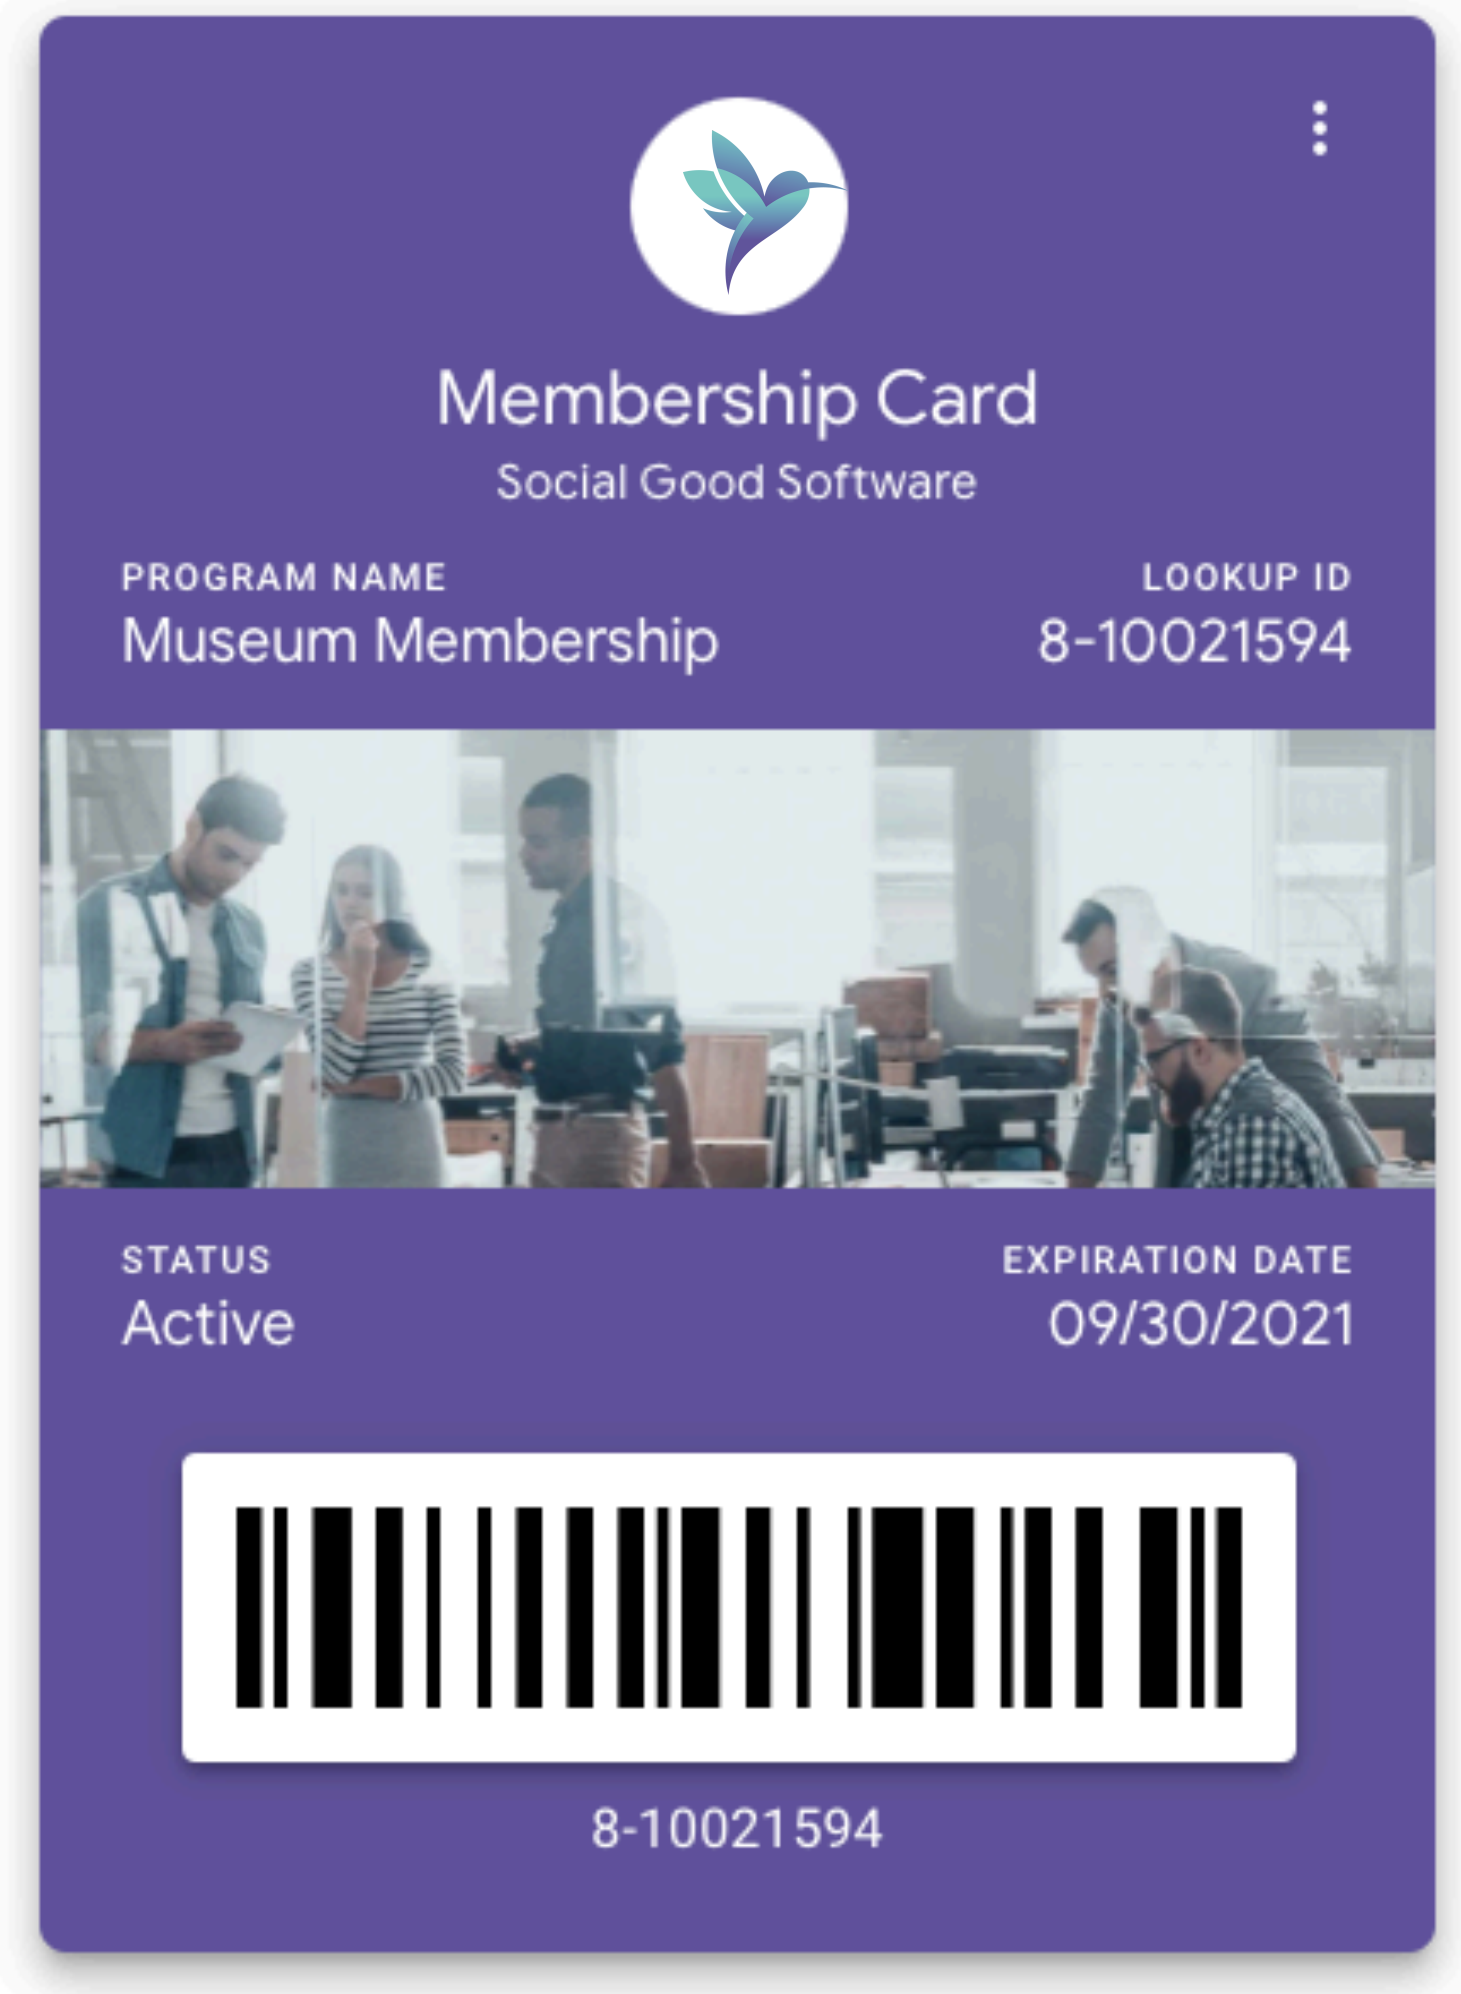 Membership Card
Social Good Software
PROGRAM NAME
Museum Membership
LOOKUP ID
8-10021594
STATUS
Active
EXPIRATION DATE
09/30/2021
8-10021594